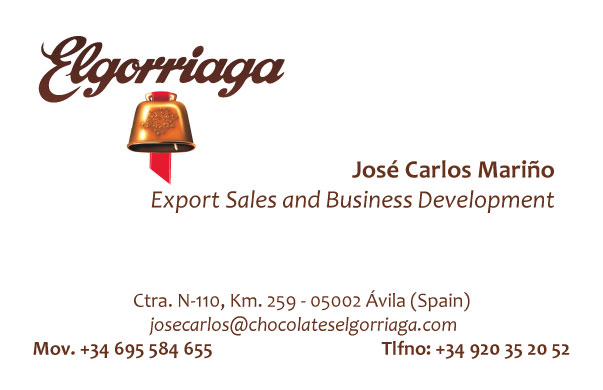 Elgorriaga
José Carlos Mariño
Export Sales and Business Development
Ctra. N-110, Km. 259 - 05002 Ávila (Spain)
josecarlos@chocolateselgorriaga.com
Mov. +34 695 584 655 Tlfno: +34 920 35 20 52